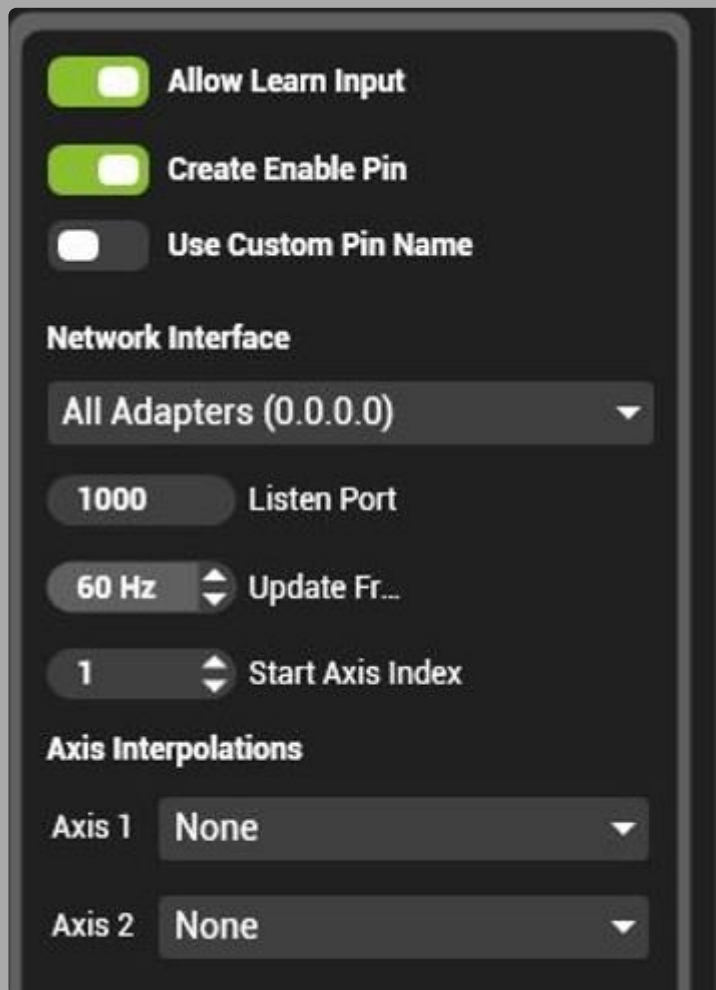 Allow Learn Input
Create Enable Pin
Use Custom Pin Name
Network Interface
All Adapters (0.0.0.0)
1000 Listen Port
60 Hz Update Fr...
1 Start Axis Index
Axis Interpolations
Axis 1 None
Axis 2 None